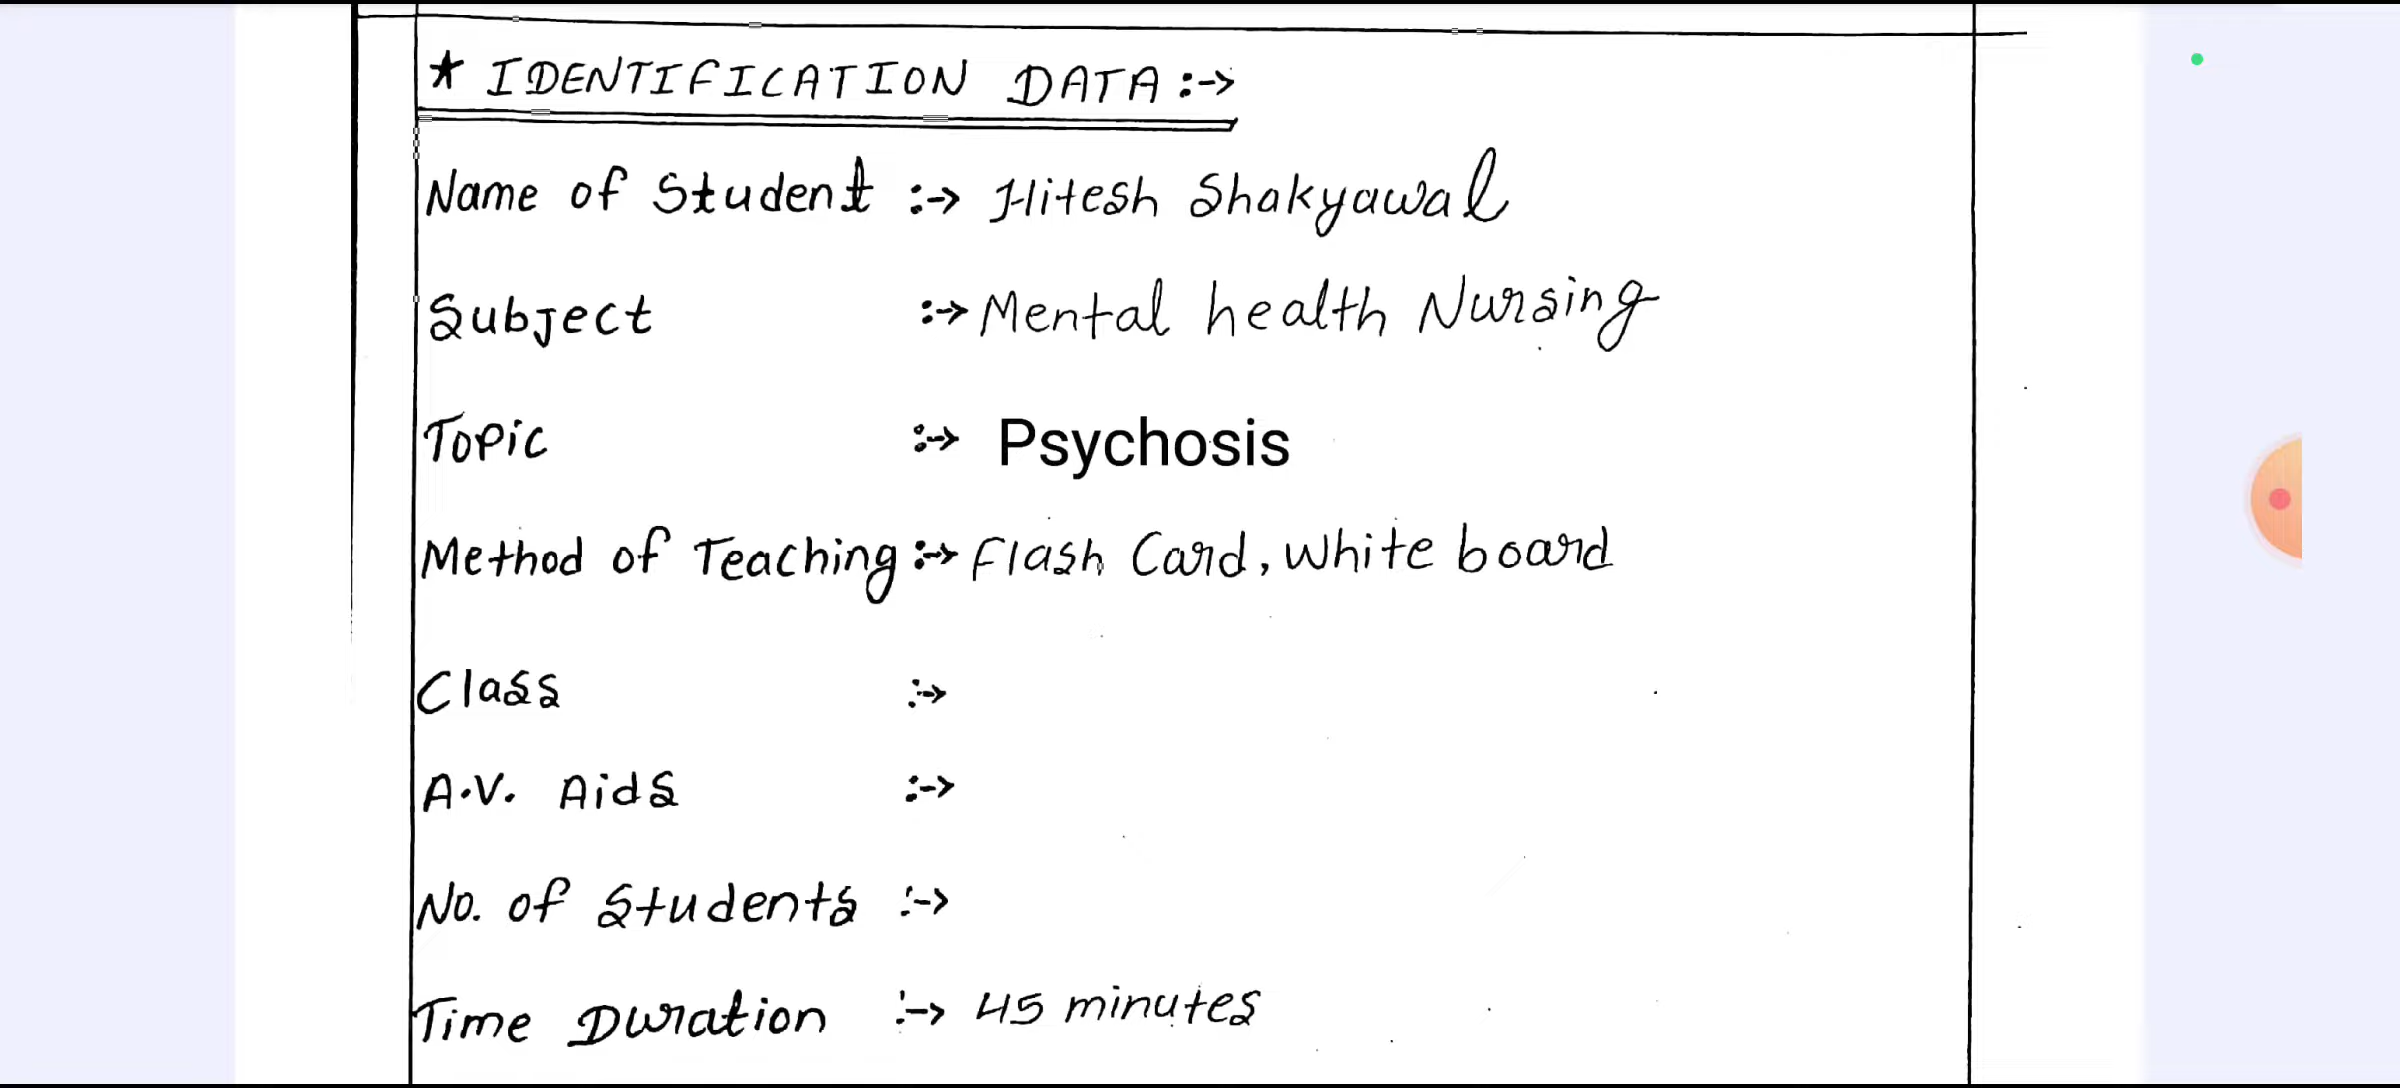 * IDENTIFICATION DATA :->
Name of Student :-> Hitesh Shakyawal
Subject :-> Mental health Nursing
Topic :-> Psychosis
Method of Teaching :-> Flash Card, White board
Class :->
A.V. Aids :->
No. of Students :->
Time Duration :-> 45 minutes